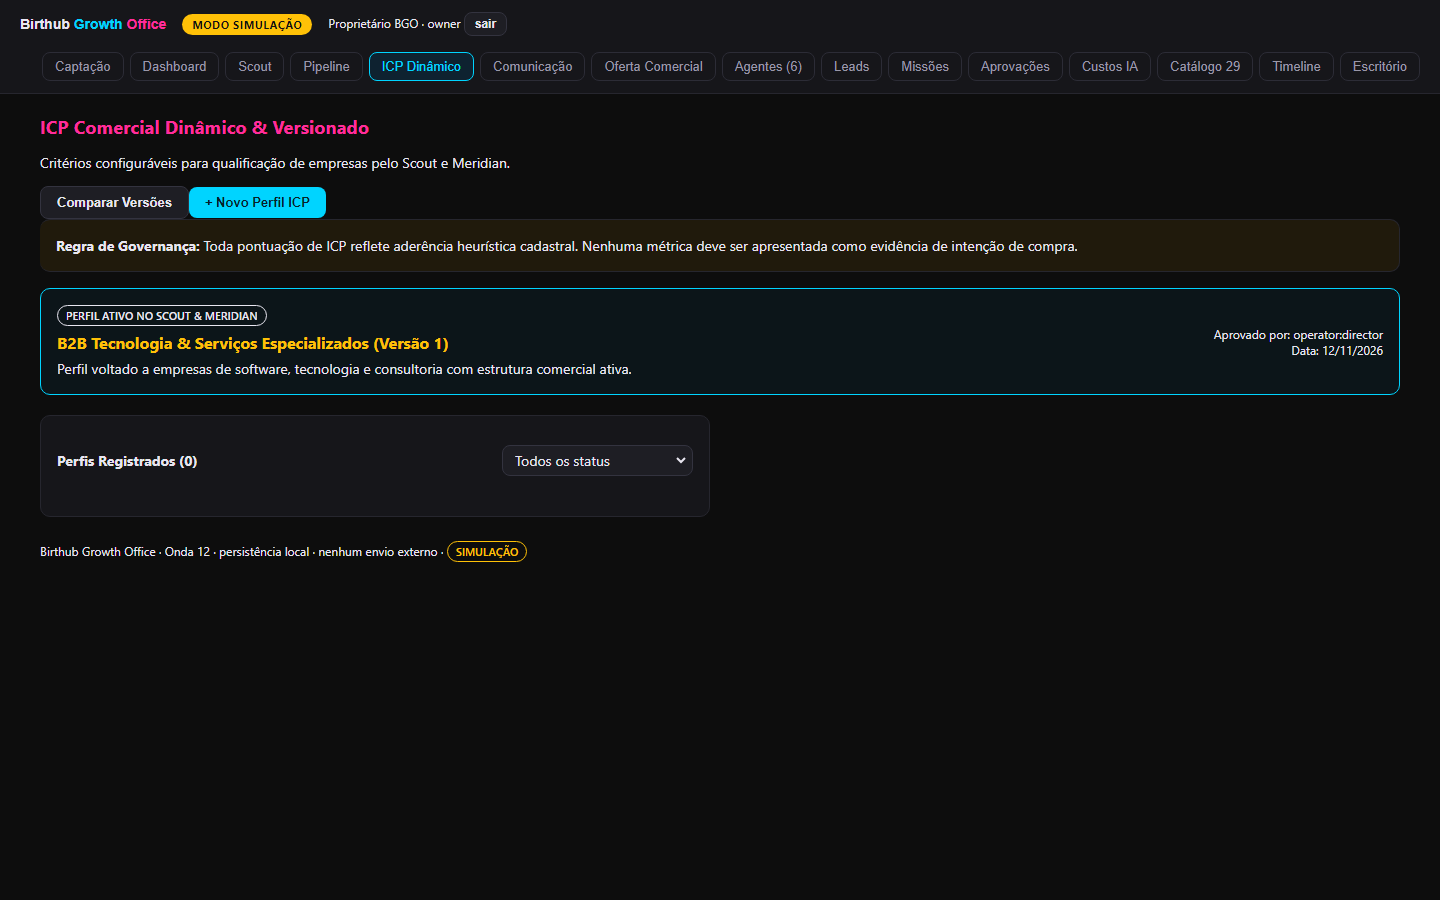 Birthub Growth Office MODO SIMULAÇÃO Proprietário BGO · owner sair
Captação Dashboard Scout Pipeline ICP Dinâmico Comunicação Oferta Comercial Agentes (6) Leads Missões Aprovações Custos IA Catálogo 29 Timeline Escritório
ICP Comercial Dinâmico & Versionado
Critérios configuráveis para qualificação de empresas pelo Scout e Meridian.
Comparar Versões + Novo Perfil ICP
Regra de Governança: Toda pontuação de ICP reflete aderência heurística cadastral. Nenhuma métrica deve ser apresentada como evidência de intenção de compra.
PERFIL ATIVO NO SCOUT & MERIDIAN
B2B Tecnologia & Serviços Especializados (Versão 1)
Perfil voltado a empresas de software, tecnologia e consultoria com estrutura comercial ativa.
Aprovado por: operator:director
Data: 12/11/2026
Perfis Registrados (0) Todos os status
Birthub Growth Office · Onda 12 · persistência local · nenhum envio externo · SIMULAÇÃO